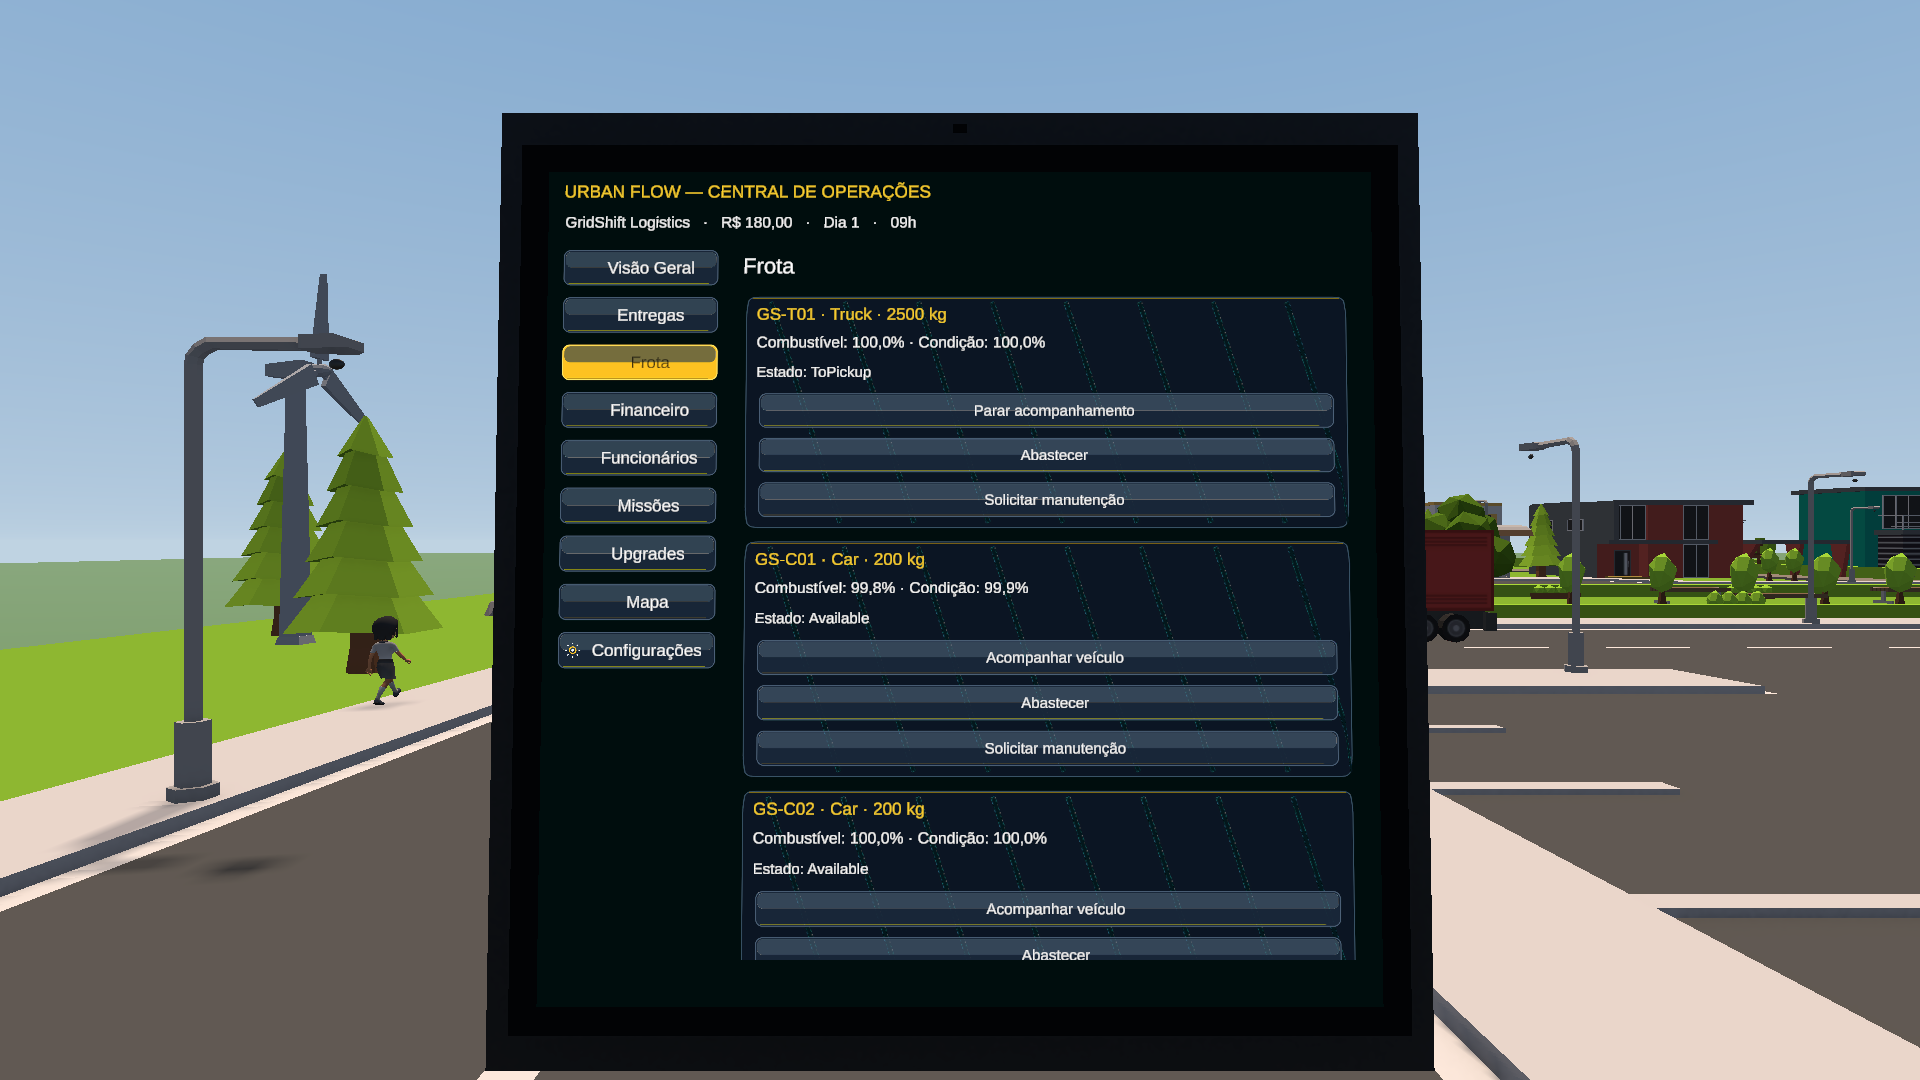 URBAN FLOW — CENTRAL DE OPERAÇÕES
GridShift Logistics · R$ 180,00 · Dia 1 · 09h
Visão Geral
Entregas
Frota
Financeiro
Funcionários
Missões
Upgrades
Mapa
Configurações
Frota
GS-T01 · Truck · 2500 kg
Combustível: 100,0% · Condição: 100,0%
Estado: ToPickup
Parar acompanhamento
Abastecer
Solicitar manutenção
GS-C01 · Car · 200 kg
Combustível: 99,8% · Condição: 99,9%
Estado: Available
Acompanhar veículo
Abastecer
Solicitar manutenção
GS-C02 · Car · 200 kg
Combustível: 100,0% · Condição: 100,0%
Estado: Available
Acompanhar veículo
Abastecer